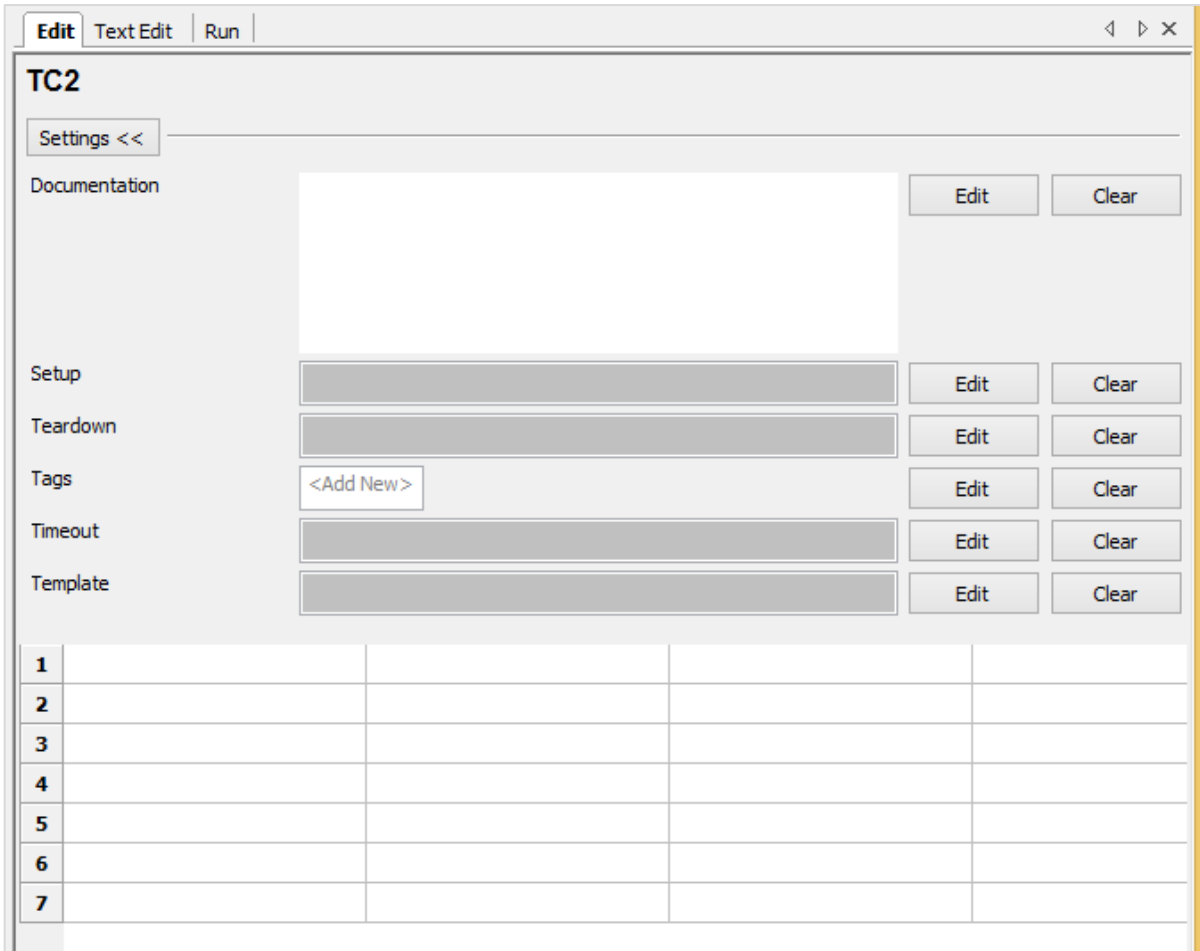 Edit Text Edit Run
TC2
Settings <<
Documentation Edit Clear
Setup Edit Clear
Teardown Edit Clear
Tags <Add New> Edit Clear
Timeout Edit Clear
Template Edit Clear
1
2
3
4
5
6
7